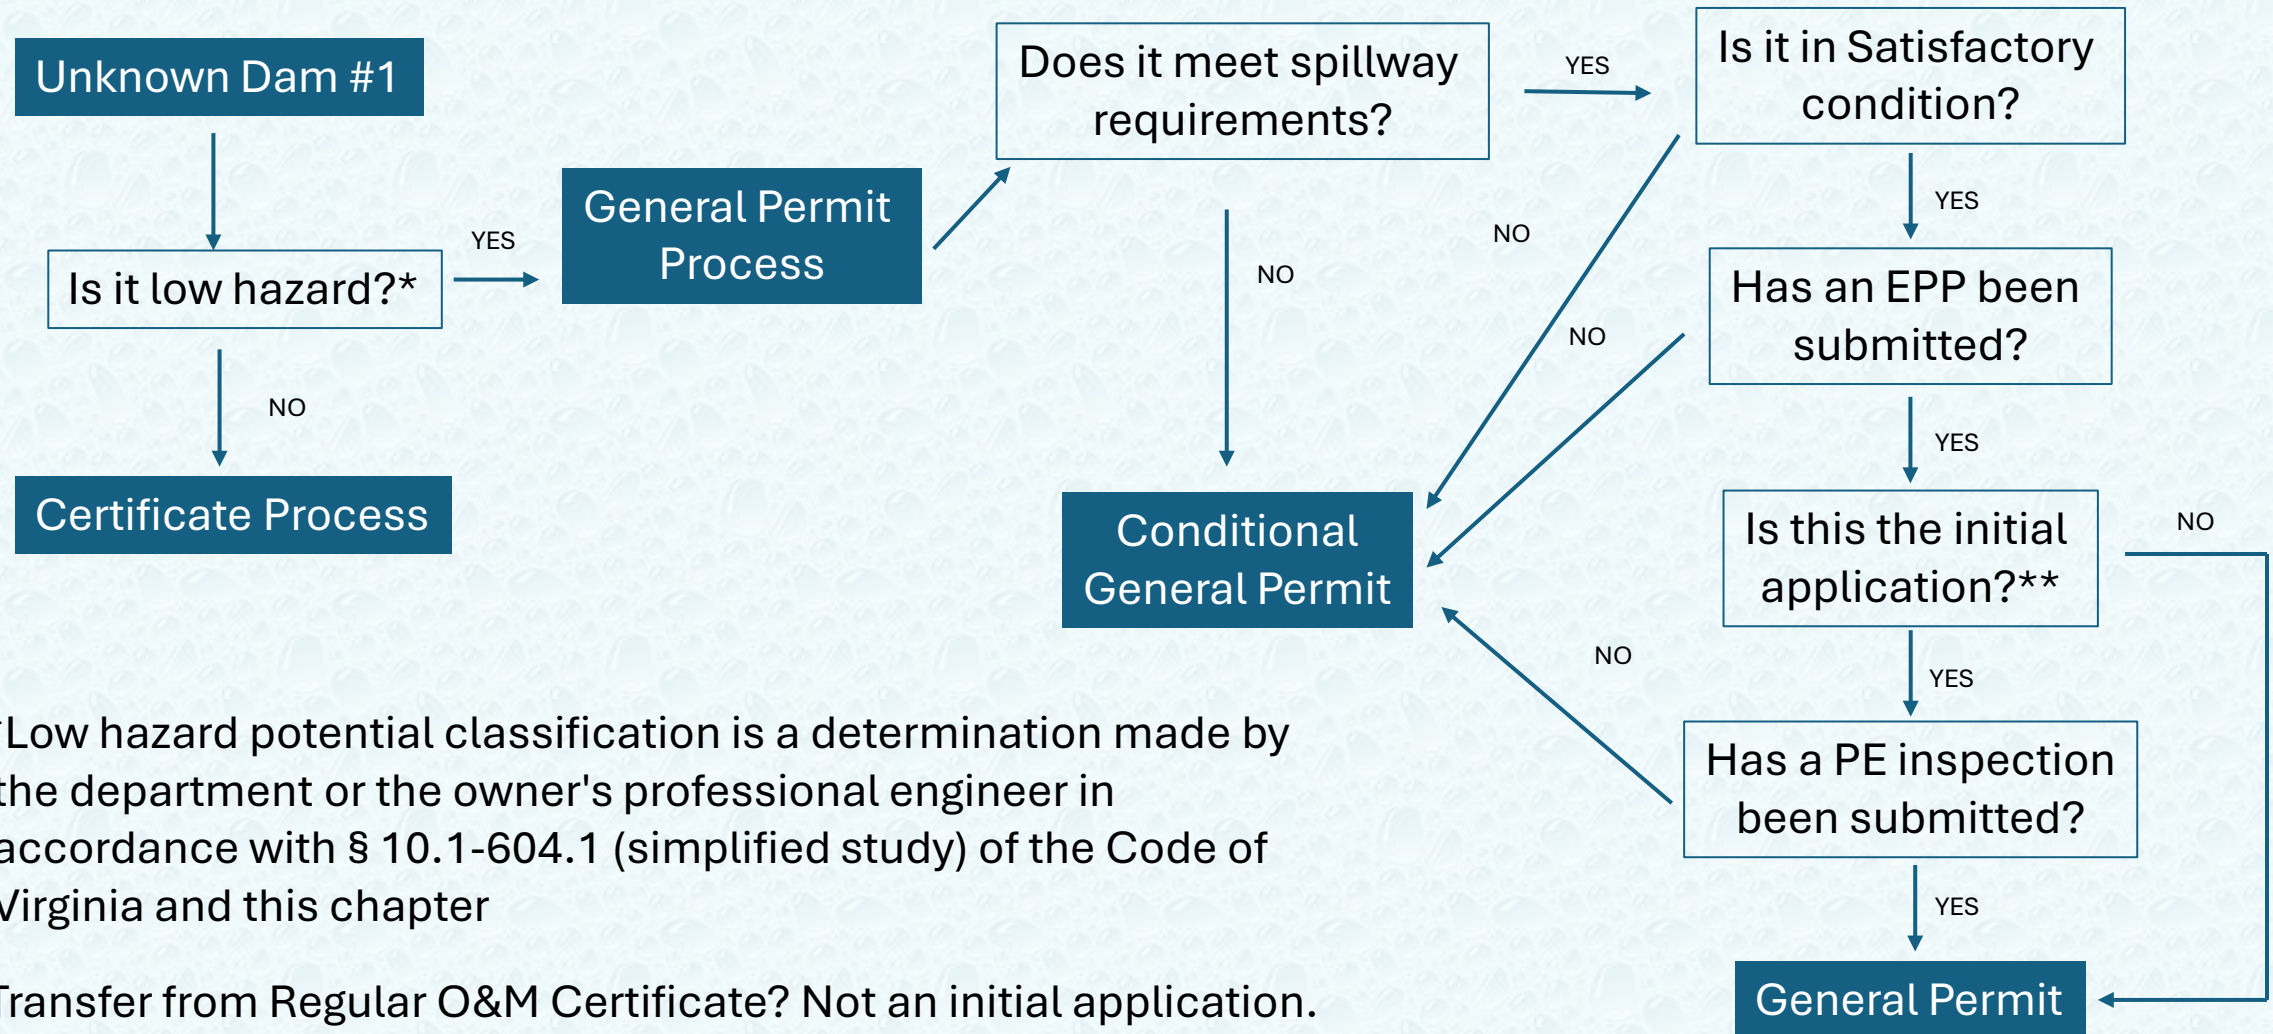 Unknown Dam #1
Is it low hazard?*
YES
NO
Certificate Process
General Permit
Process
Does it meet spillway
requirements?
YES
NO
Is it in Satisfactory
condition?
NO
YES
Has an EPP been
submitted?
NO
YES
Is this the initial
application?**
NO
YES
Has a PE inspection
been submitted?
NO
YES
Conditional
General Permit
General Permit
*Low hazard potential classification is a determination made by
the department or the owner's professional engineer in
accordance with § 10.1-604.1 (simplified study) of the Code of
Virginia and this chapter
Transfer from Regular O&M Certificate? Not an initial application.